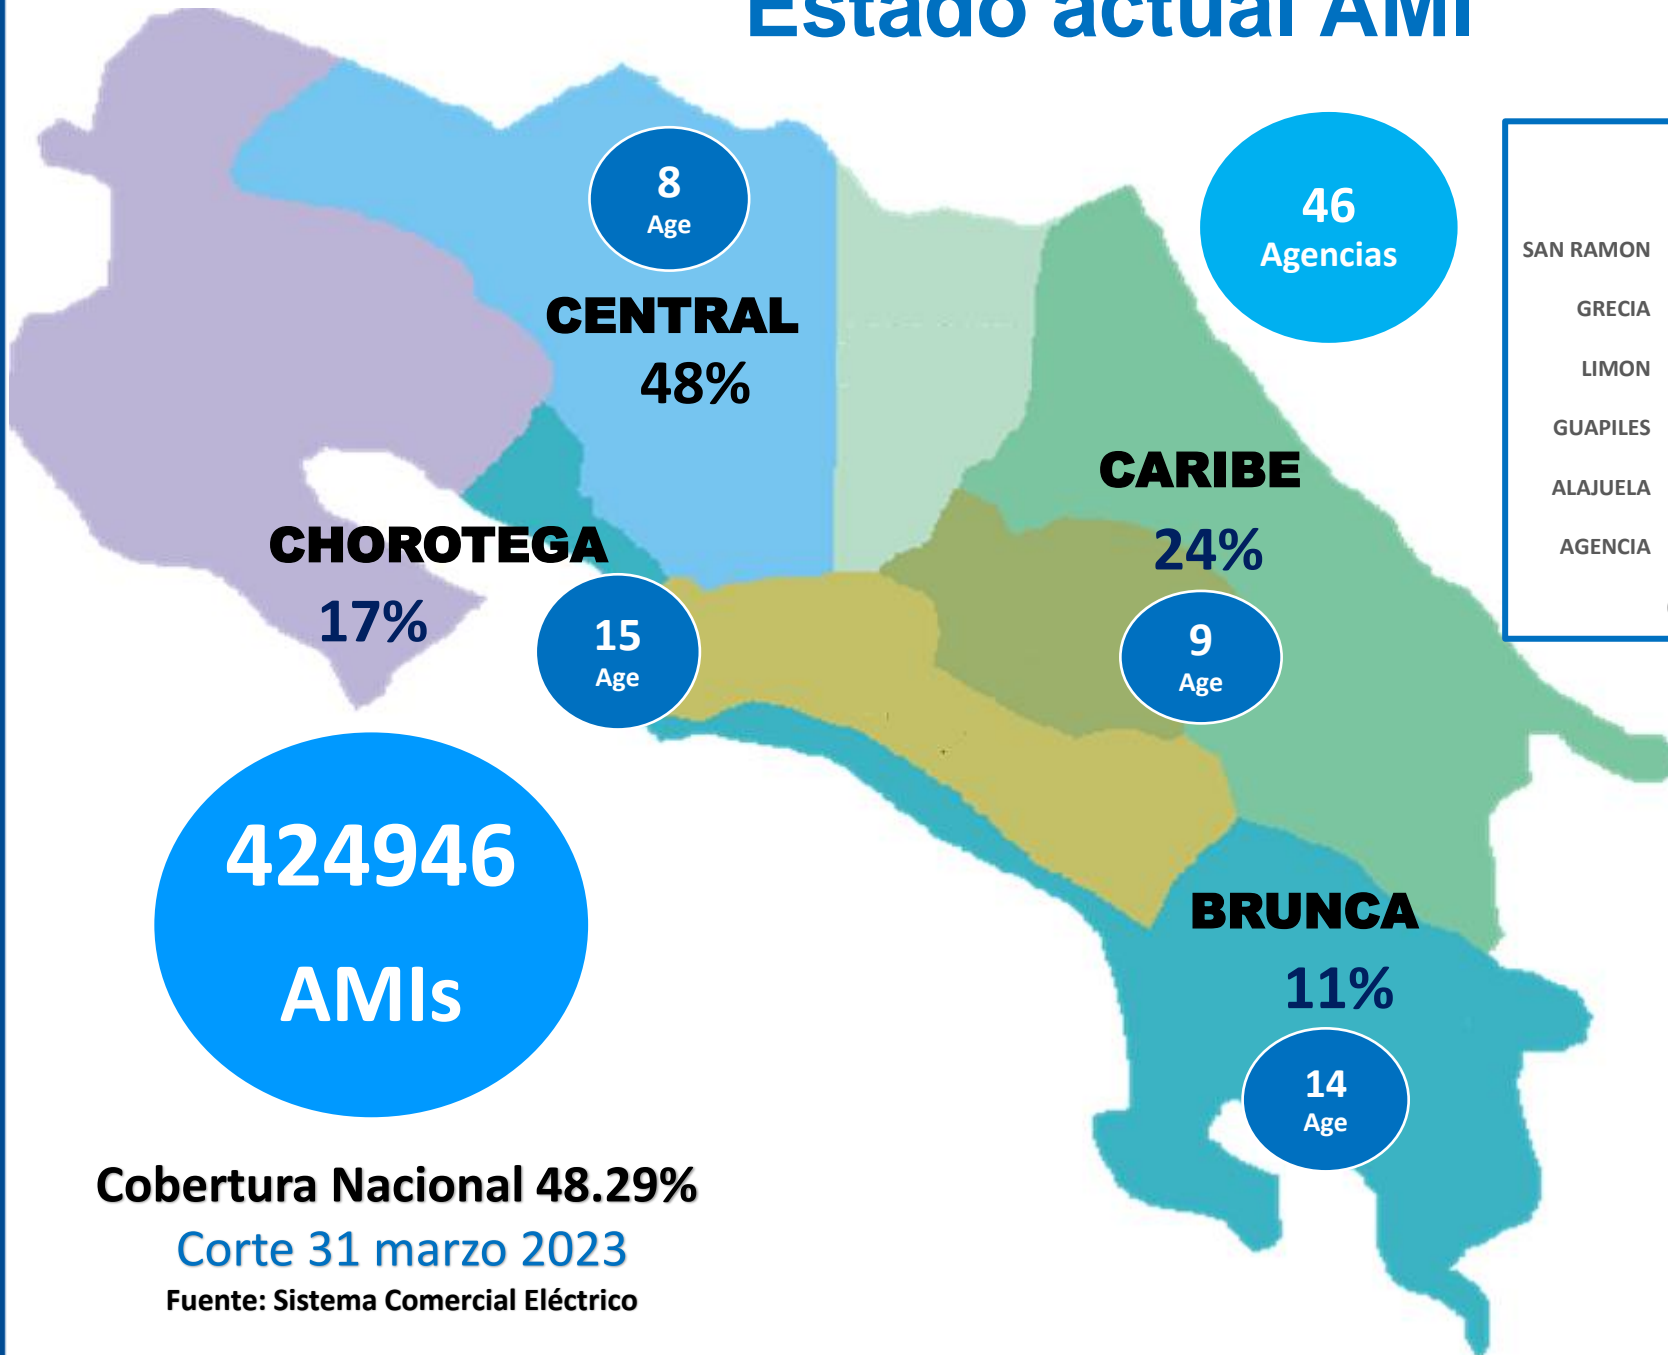 Estado actual AMI
8
Age
CENTRAL
48%
46
Agencias
SAN RAMON
GRECIA
LIMON
GUAPILES
ALAJUELA
AGENCIA
CARIBE
24%
9
Age
CHOROTEGA
17%
15
Age
424946
AMIs
BRUNCA
11%
14
Age
Cobertura Nacional 48.29%
Corte 31 marzo 2023
Fuente: Sistema Comercial Eléctrico